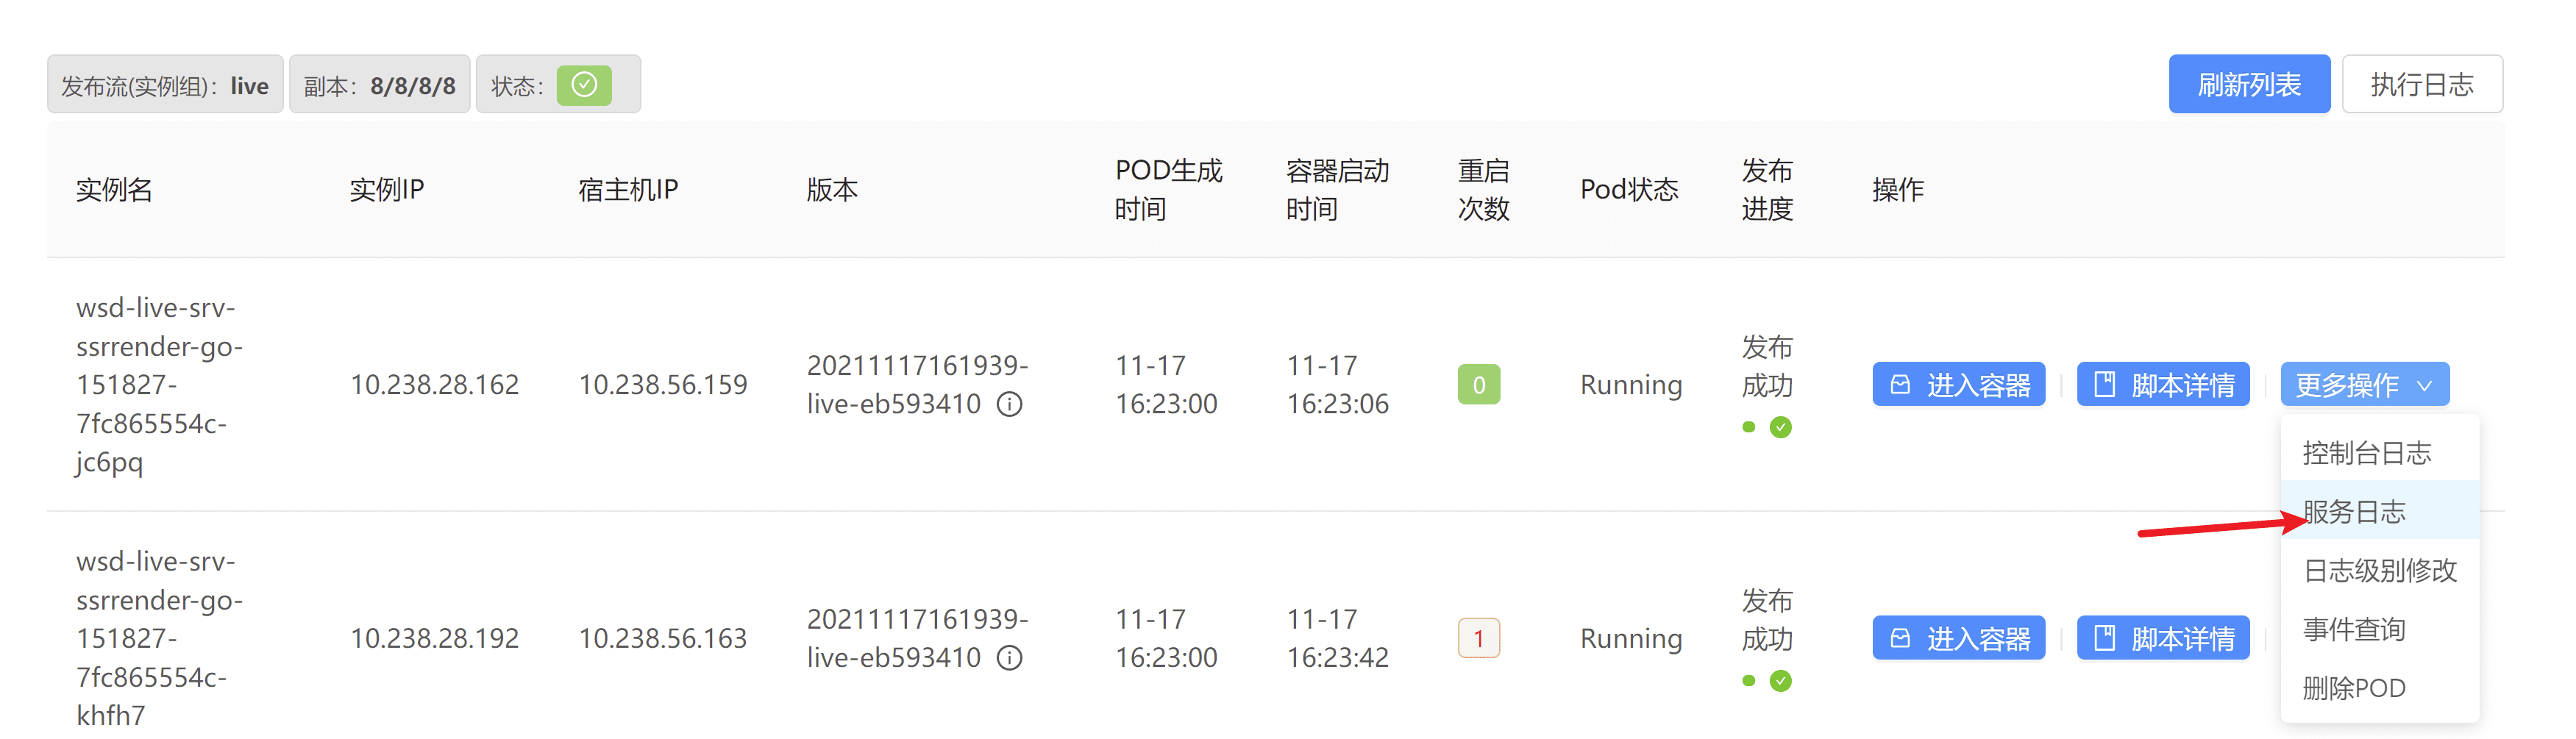 发布流(实例组)：live 副本：8/8/8/8 状态： 刷新列表 执行日志
实例名 实例IP 宿主机IP 版本 POD生成时间 容器启动时间 重启次数 Pod状态 发布进度 操作
wsd-live-srv-
ssrrender-go-
151827-
7fc865554c-
jc6pq
10.238.28.162
10.238.56.159
20211117161939-
live-eb593410
11-17
16:23:00
11-17
16:23:06
0
Running
发布
成功
进入容器
脚本详情
更多操作
控制台日志
服务日志
日志级别修改
事件查询
删除POD
wsd-live-srv-
ssrrender-go-
151827-
7fc865554c-
khfh7
10.238.28.192
10.238.56.163
20211117161939-
live-eb593410
11-17
16:23:00
11-17
16:23:42
1
Running
发布
成功
进入容器
脚本详情